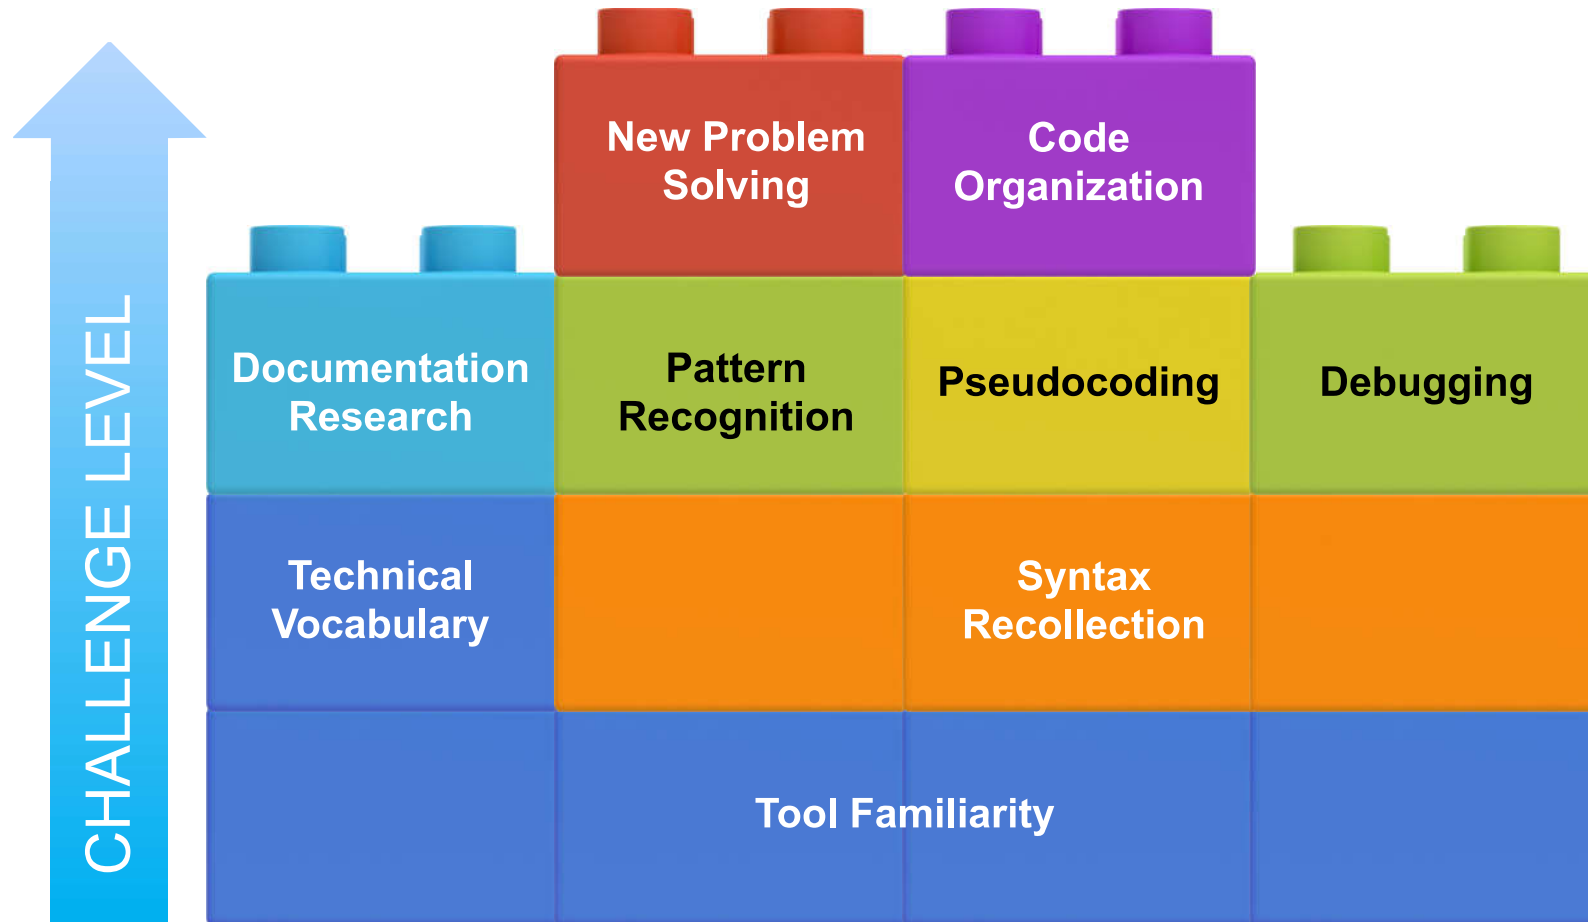 CHALLENGE LEVEL
New Problem
Solving
Code
Organization
Documentation
Research
Pattern
Recognition
Pseudocoding
Debugging
Technical
Vocabulary
Syntax
Recollection
Tool Familiarity